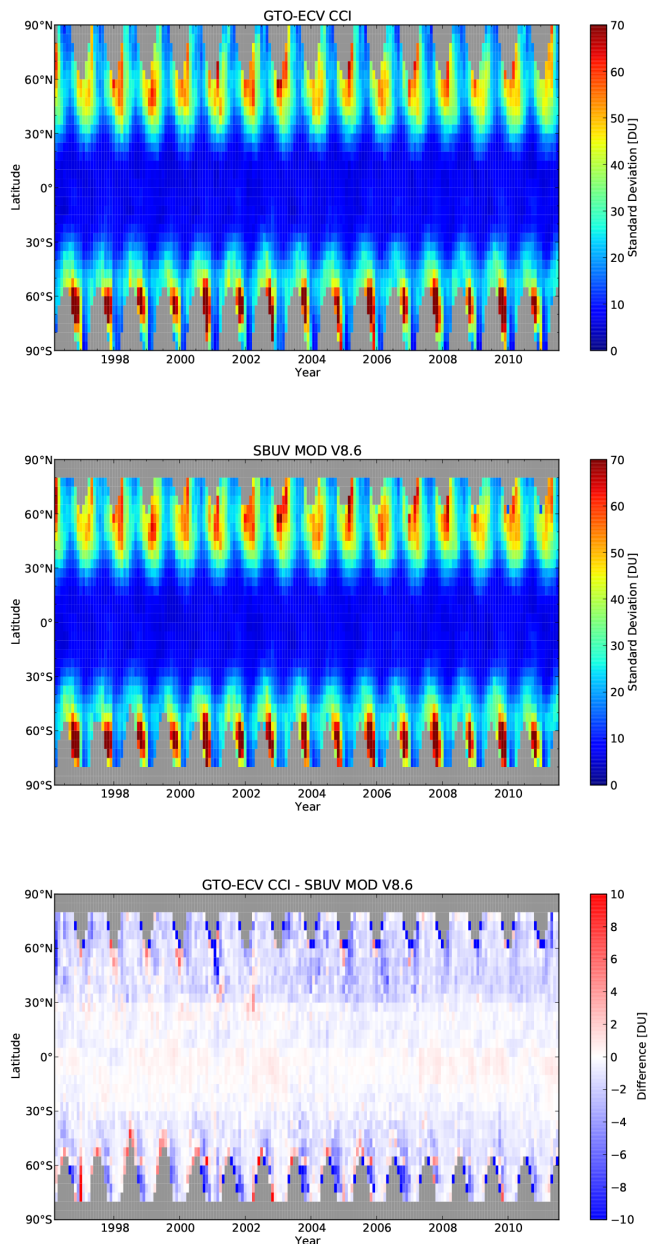 GTO-ECV CCI
90°N
60°N
30°N
0°
30°S
60°S
90°S
Latitude
1998 2000 2002 2004 2006 2008 2010
Year
70
60
50
40
30
20
10
0
Standard Deviation [DU]
SBUV MOD V8.6
90°N
60°N
30°N
0°
30°S
60°S
90°S
Latitude
1998 2000 2002 2004 2006 2008 2010
Year
70
60
50
40
30
20
10
0
Standard Deviation [DU]
GTO-ECV CCI - SBUV MOD V8.6
90°N
60°N
30°N
0°
30°S
60°S
90°S
Latitude
1998 2000 2002 2004 2006 2008 2010
Year
10
8
6
4
2
0
−2
−4
−6
−8
−10
Difference [DU]